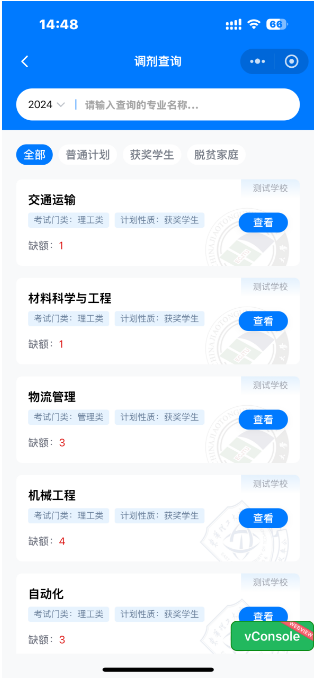 14:48
66
调剂查询
2024
请输入查询的专业名称...
全部 普通计划 获奖学生 脱贫家庭
测试学校
交通运输
考试门类：理工类 计划性质：获奖学生
查看
缺额：1
测试学校
材料科学与工程
考试门类：理工类 计划性质：获奖学生
查看
缺额：1
测试学校
物流管理
考试门类：管理类 计划性质：获奖学生
查看
缺额：3
测试学校
机械工程
考试门类：理工类 计划性质：获奖学生
查看
缺额：4
测试学校
自动化
考试门类：理工类 计划性质：获奖学生
查看
缺额：3
WEBVIEW
vConsole